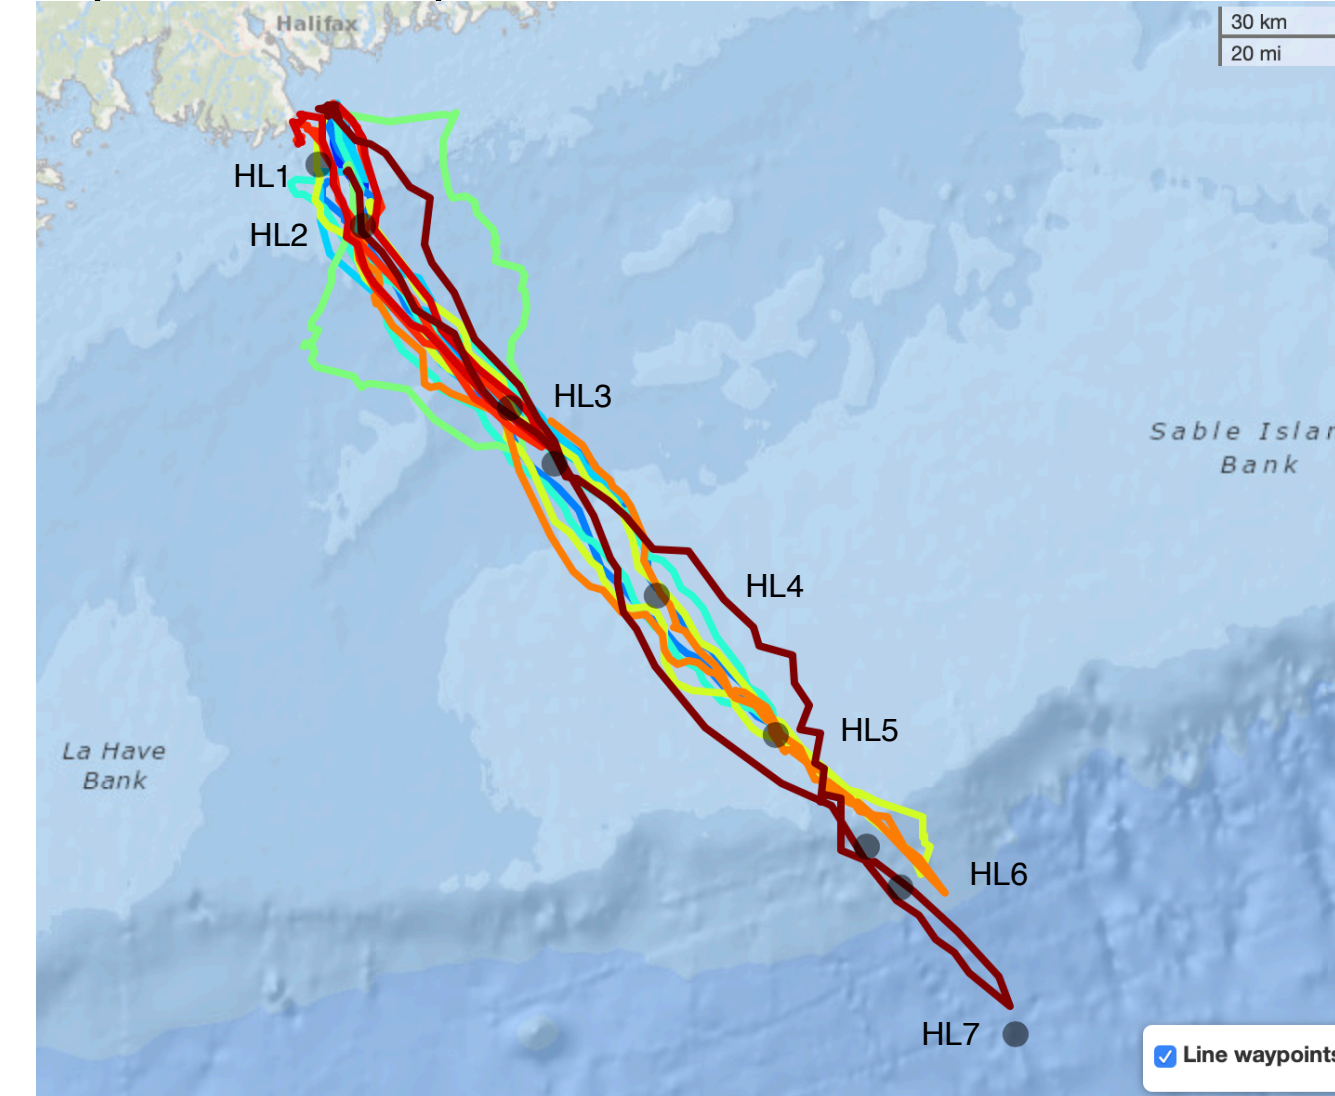 Halifax
30 km
20 mi
HL1
HL2
HL3
Sable Islan
Bank
HL4
HL5
La Have
Bank
HL6
HL7
Line waypoints